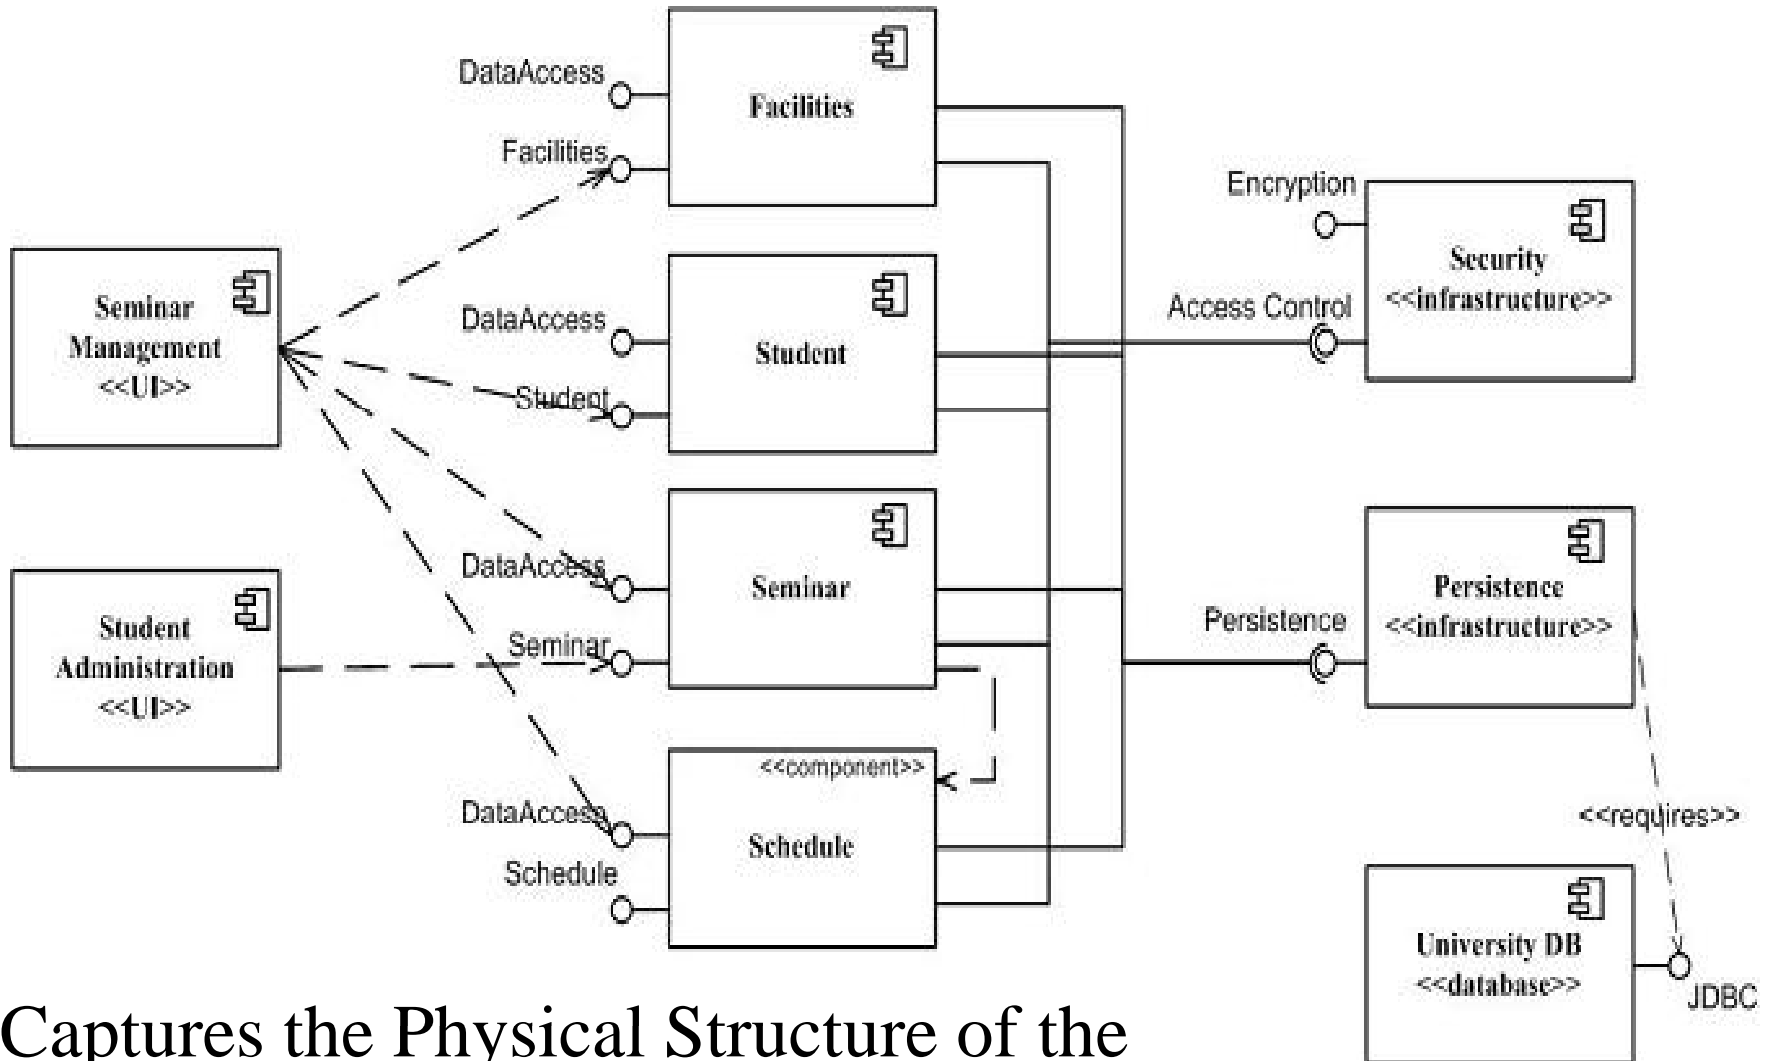 DataAccess
Facilities
Facilities
Encryption
Security
<<infrastructure>>
Access Control
Seminar
Management
<<UI>>
DataAccess
Student
Student
DataAccess
Seminar
Seminar
Persistence
Persistence
<<infrastructure>>
Student
Administration
<<UI>>
<<component>>
DataAccess
Schedule
Schedule
<<requires>>
University DB
<<database>>
JDBC
Captures the Physical Structure of the